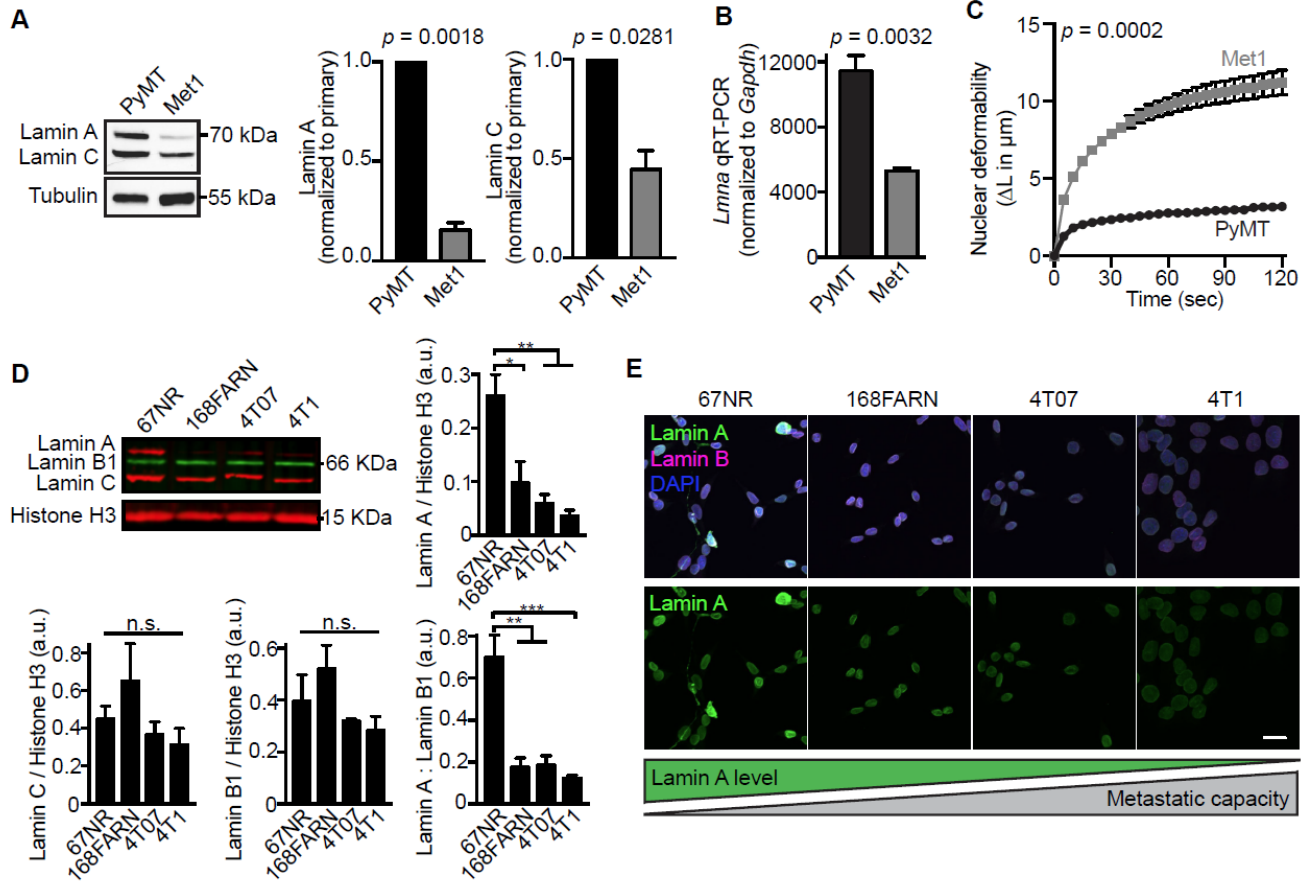 A
PyMT
Met1
Lamin A
Lamin C
Tubulin
70 kDa
55 kDa
p = 0.0018
Lamin A
(normalized to primary)
1.0
0.5
0.0
PyMT
Met1
p = 0.0281
Lamin C
(normalized to primary)
1.0
0.5
0.0
PyMT
Met1
B
p = 0.0032
Lmna qRT-PCR
(normalized to Gapdh)
12000
8000
4000
0
PyMT
Met1
C
p = 0.0002
Met1
PyMT
Nuclear deformability
(ΔL in µm)
15
10
5
0
0 30 60 90 120
Time (sec)
D
67NR
168FARN
4T07
4T1
Lamin A
Lamin B1
Lamin C
Histone H3
66 KDa
15 KDa
**
*
Lamin A / Histone H3 (a.u.)
0.3
0.2
0.1
0
67NR
168FARN
4T07
4T1
n.s.
Lamin C / Histone H3 (a.u.)
0.8
0.6
0.4
0.2
0
67NR
168FARN
4T07
4T1
n.s.
Lamin B1 / Histone H3 (a.u.)
0.6
0.4
0.2
0
67NR
168FARN
4T07
4T1
***
**
Lamin A : Lamin B1 (a.u.)
0.8
0.6
0.4
0.2
0
67NR
168FARN
4T07
4T1
E
67NR 168FARN 4T07 4T1
Lamin A
Lamin B
DAPI
Lamin A
Lamin A level
Metastatic capacity